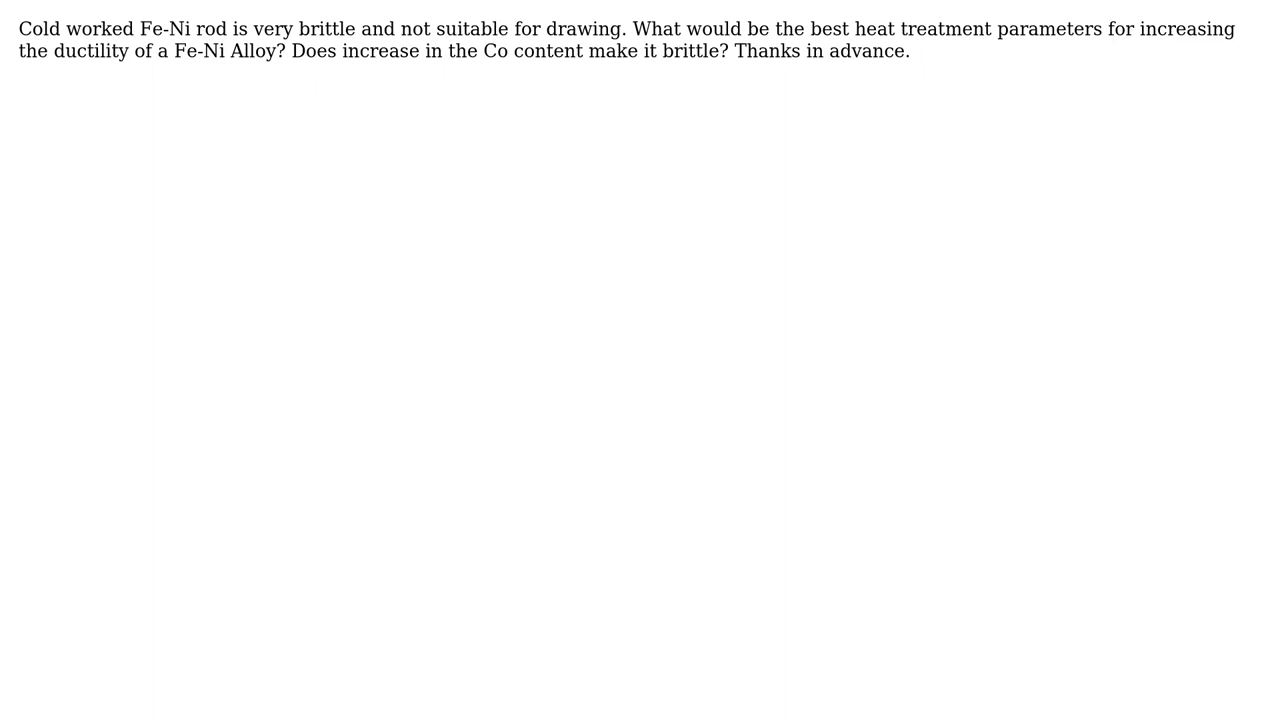 Cold worked Fe-Ni rod is very brittle and not suitable for drawing. What would be the best heat treatment parameters for increasing
the ductility of a Fe-Ni Alloy? Does increase in the Co content make it brittle? Thanks in advance.